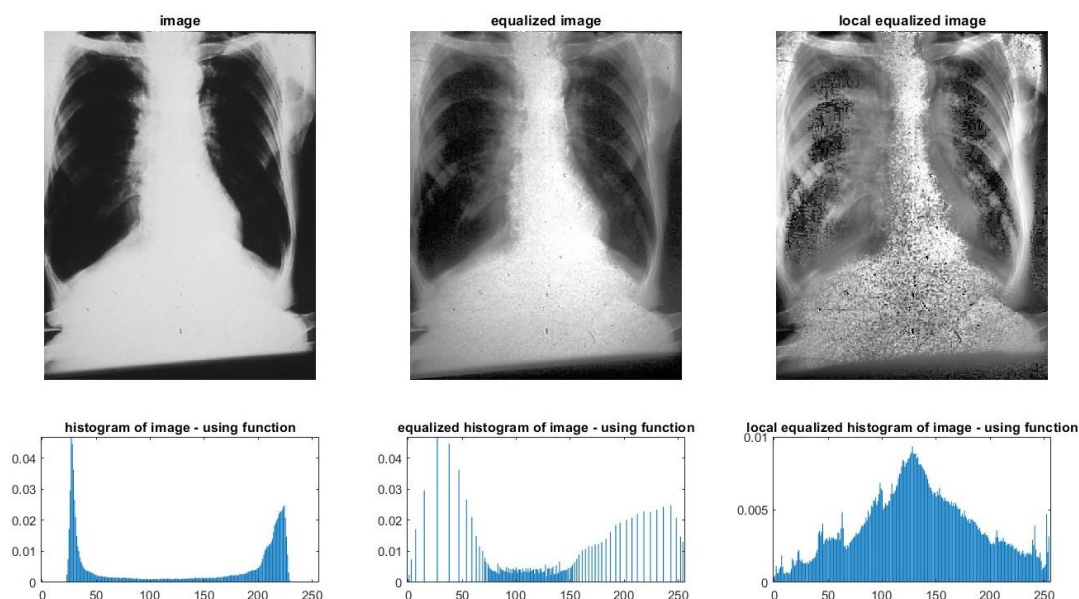 image
equalized image
local equalized image
histogram of image - using function
equalized histogram of image - using function
local equalized histogram of image - using function
0.04
0.03
0.02
0.01
0
0 50 100 150 200 250
0.04
0.03
0.02
0.01
0
0 50 100 150 200 250
0.01
0.005
0
0 50 100 150 200 250